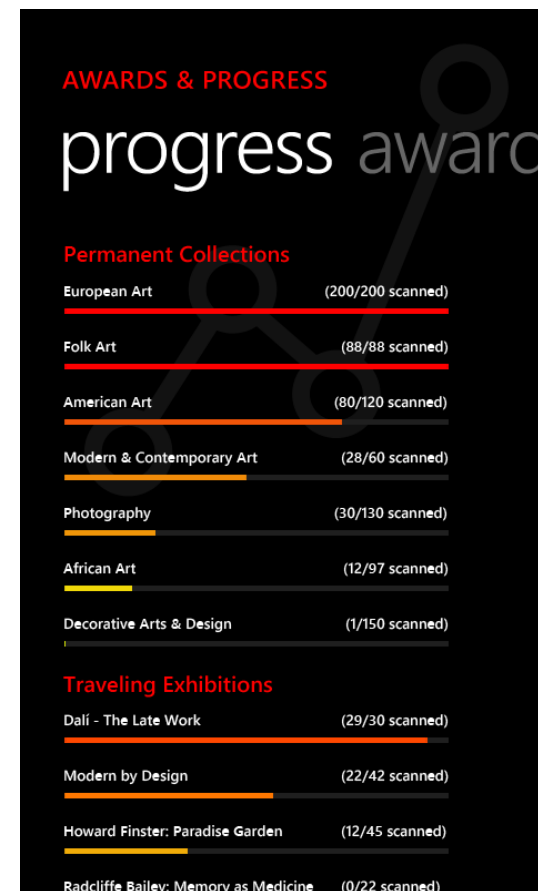 AWARDS & PROGRESS
progress awarc
Permanent Collections
European Art (200/200 scanned)
Folk Art (88/88 scanned)
American Art (80/120 scanned)
Modern & Contemporary Art (28/60 scanned)
Photography (30/130 scanned)
African Art (12/97 scanned)
Decorative Arts & Design (1/150 scanned)
Traveling Exhibitions
Dalí - The Late Work (29/30 scanned)
Modern by Design (22/42 scanned)
Howard Finster: Paradise Garden (12/45 scanned)
Radcliffe Bailey: Memory as Medicine (0/22 scanned)